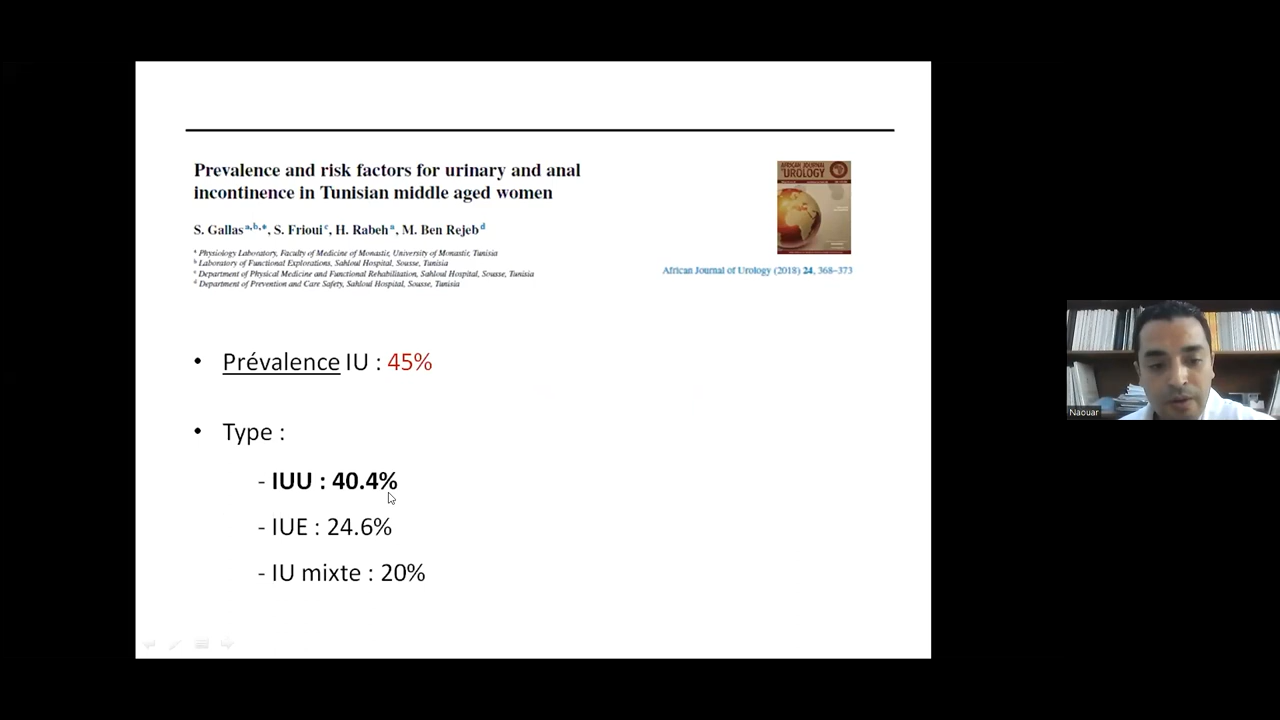 Prevalence and risk factors for urinary and anal
incontinence in Tunisian middle aged women
S. Gallas a,b,*, S. Frioui c, H. Rabeh a, M. Ben Rejeb d
a Physiology Laboratory, Faculty of Medicine of Monastir, University of Monastir, Tunisia
b Laboratory of Functional Explorations, Sahloul Hospital, Sousse, Tunisia
c Department of Physical Medicine and Functional Rehabilitation, Sahloul Hospital, Sousse, Tunisia
d Department of Prevention and Care Safety, Sahloul Hospital, Sousse, Tunisia
AFRICAN JOURNAL
UROLOGY
African Journal of Urology (2018) 24, 368–373
• Prévalence IU : 45%
• Type :
- IUU : 40.4%
- IUE : 24.6%
- IU mixte : 20%
Naouar